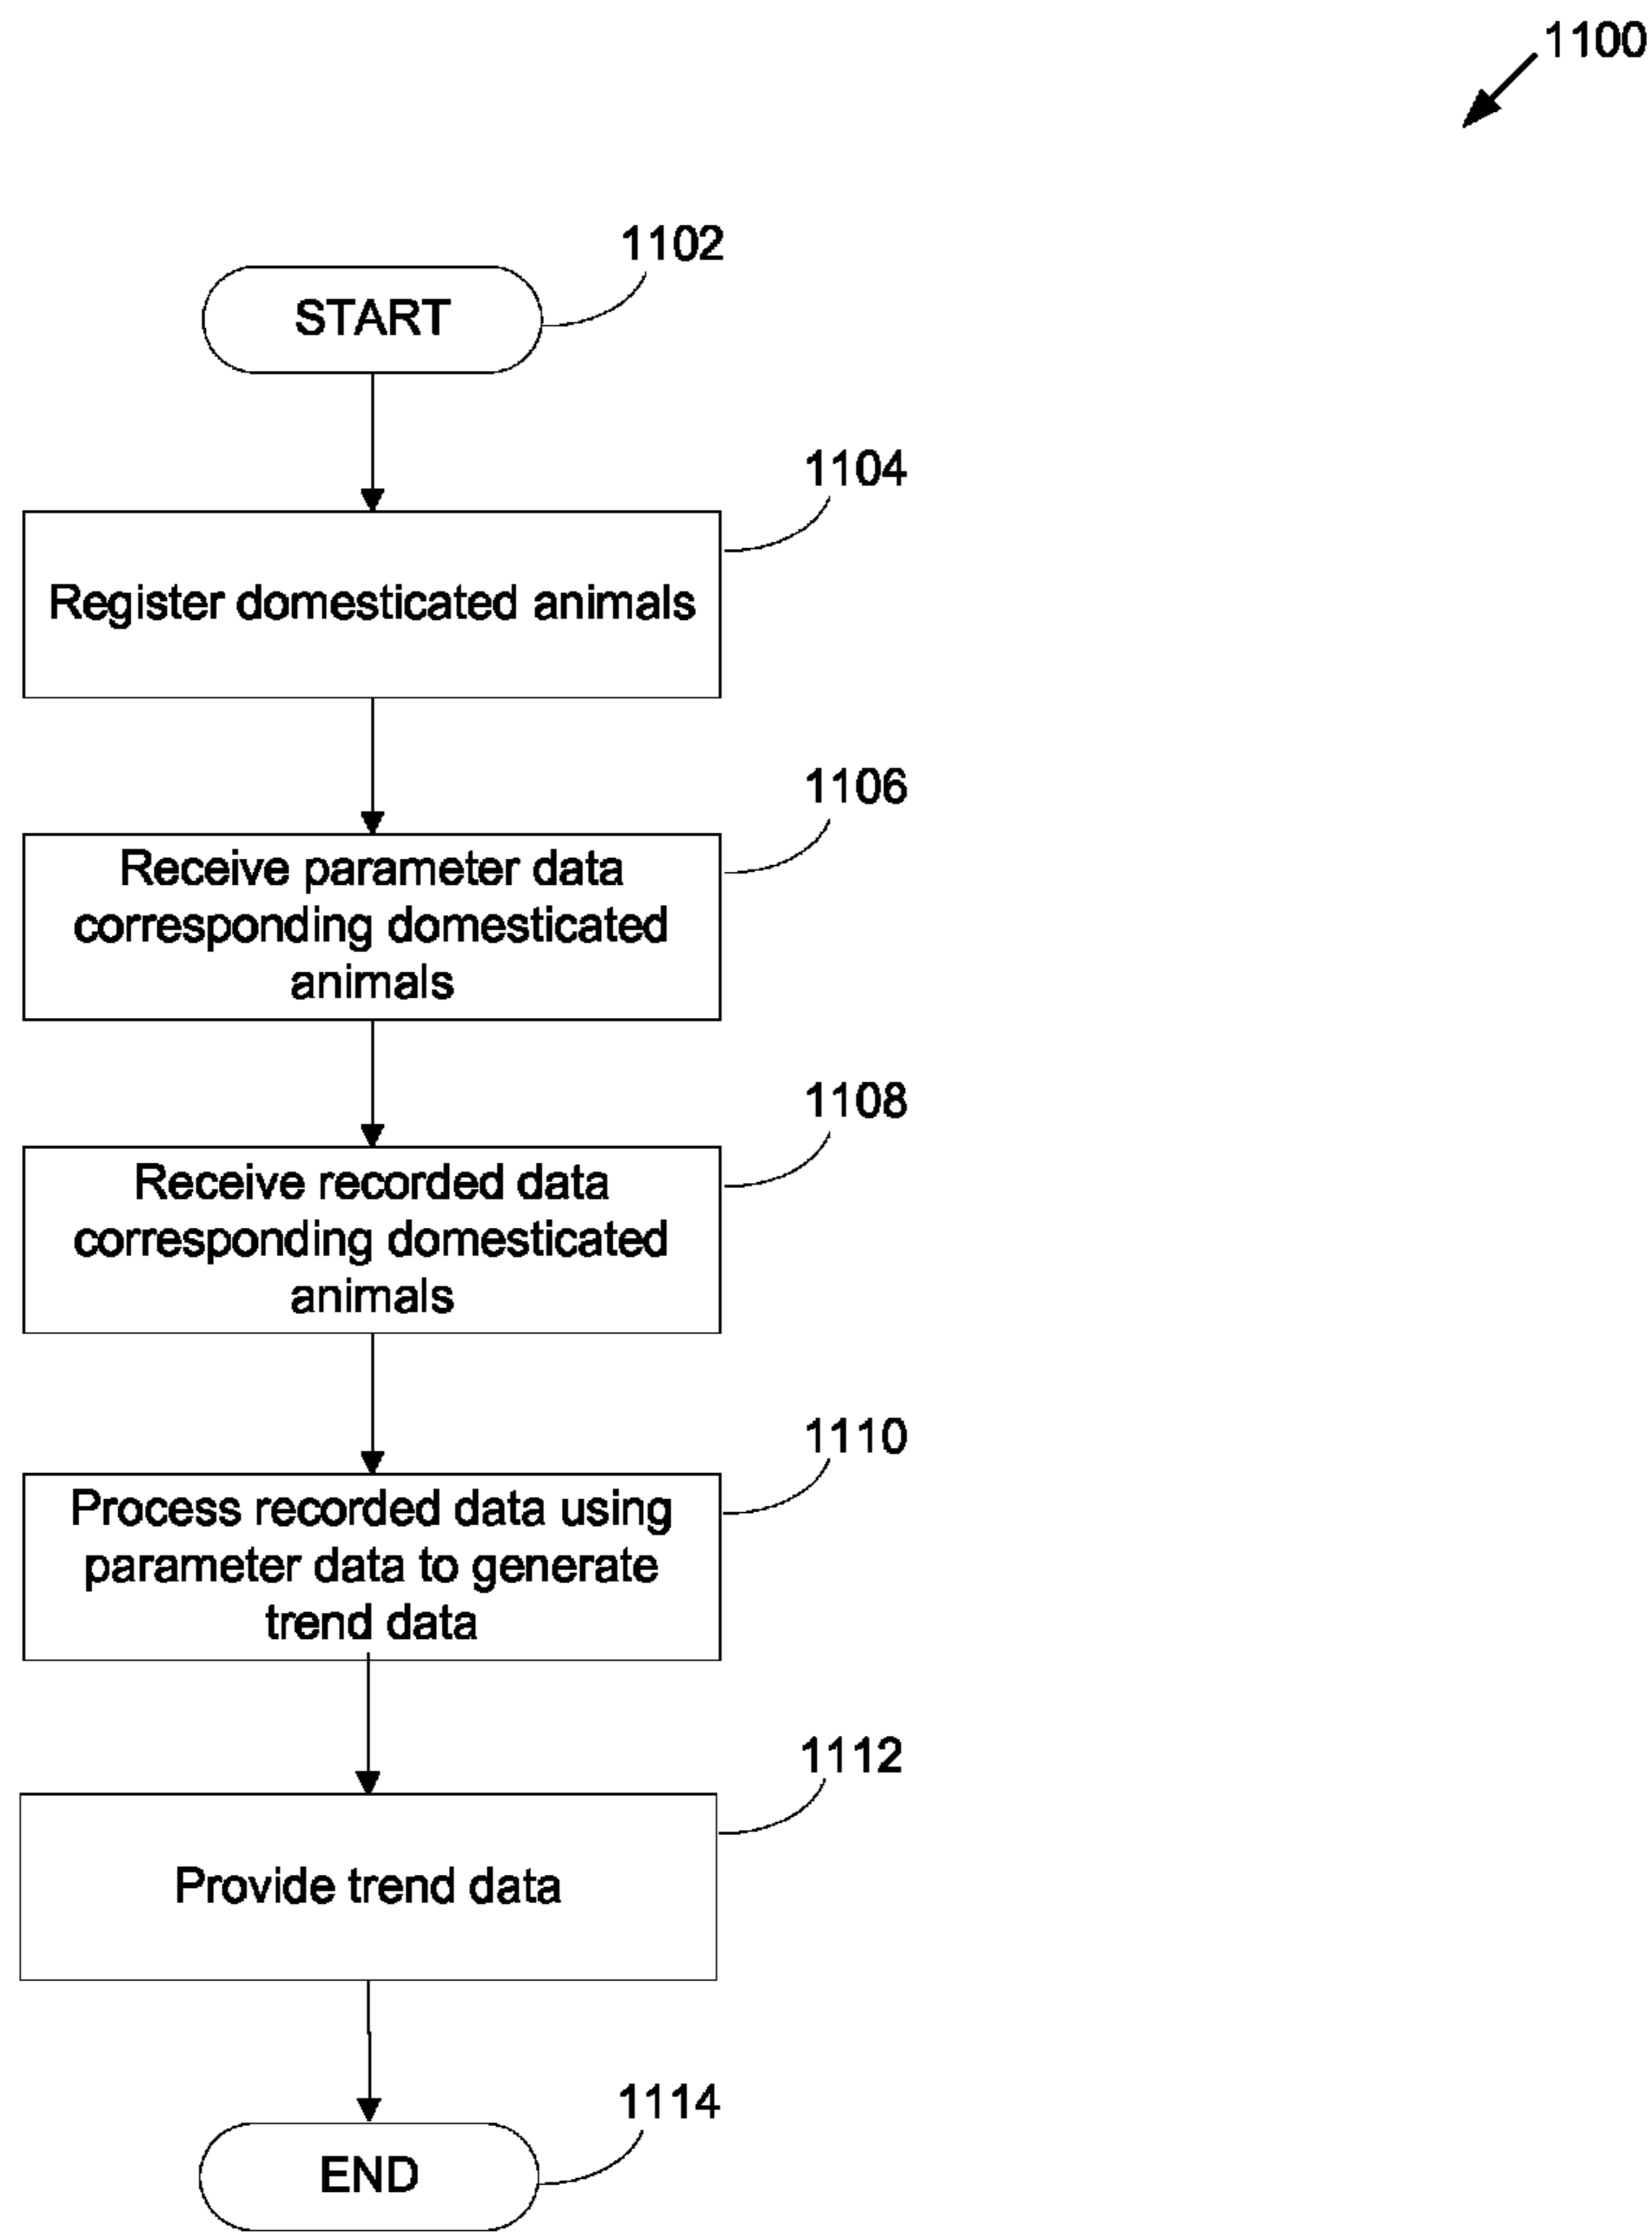 1100
1102
START
1104
Register domesticated animals
1106
Receive parameter data
corresponding domesticated
animals
1108
Receive recorded data
corresponding domesticated
animals
1110
Process recorded data using
parameter data to generate
trend data
1112
Provide trend data
1114
END